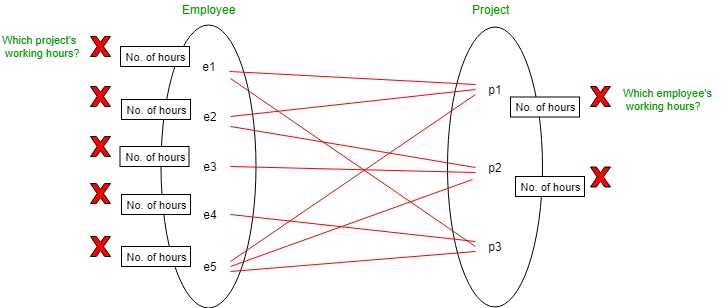 Employee
Project
Which project's
working hours?
No. of hours
No. of hours
No. of hours
No. of hours
No. of hours
e1
e2
e3
e4
e5
p1
p2
p3
No. of hours
No. of hours
Which employee's
working hours?